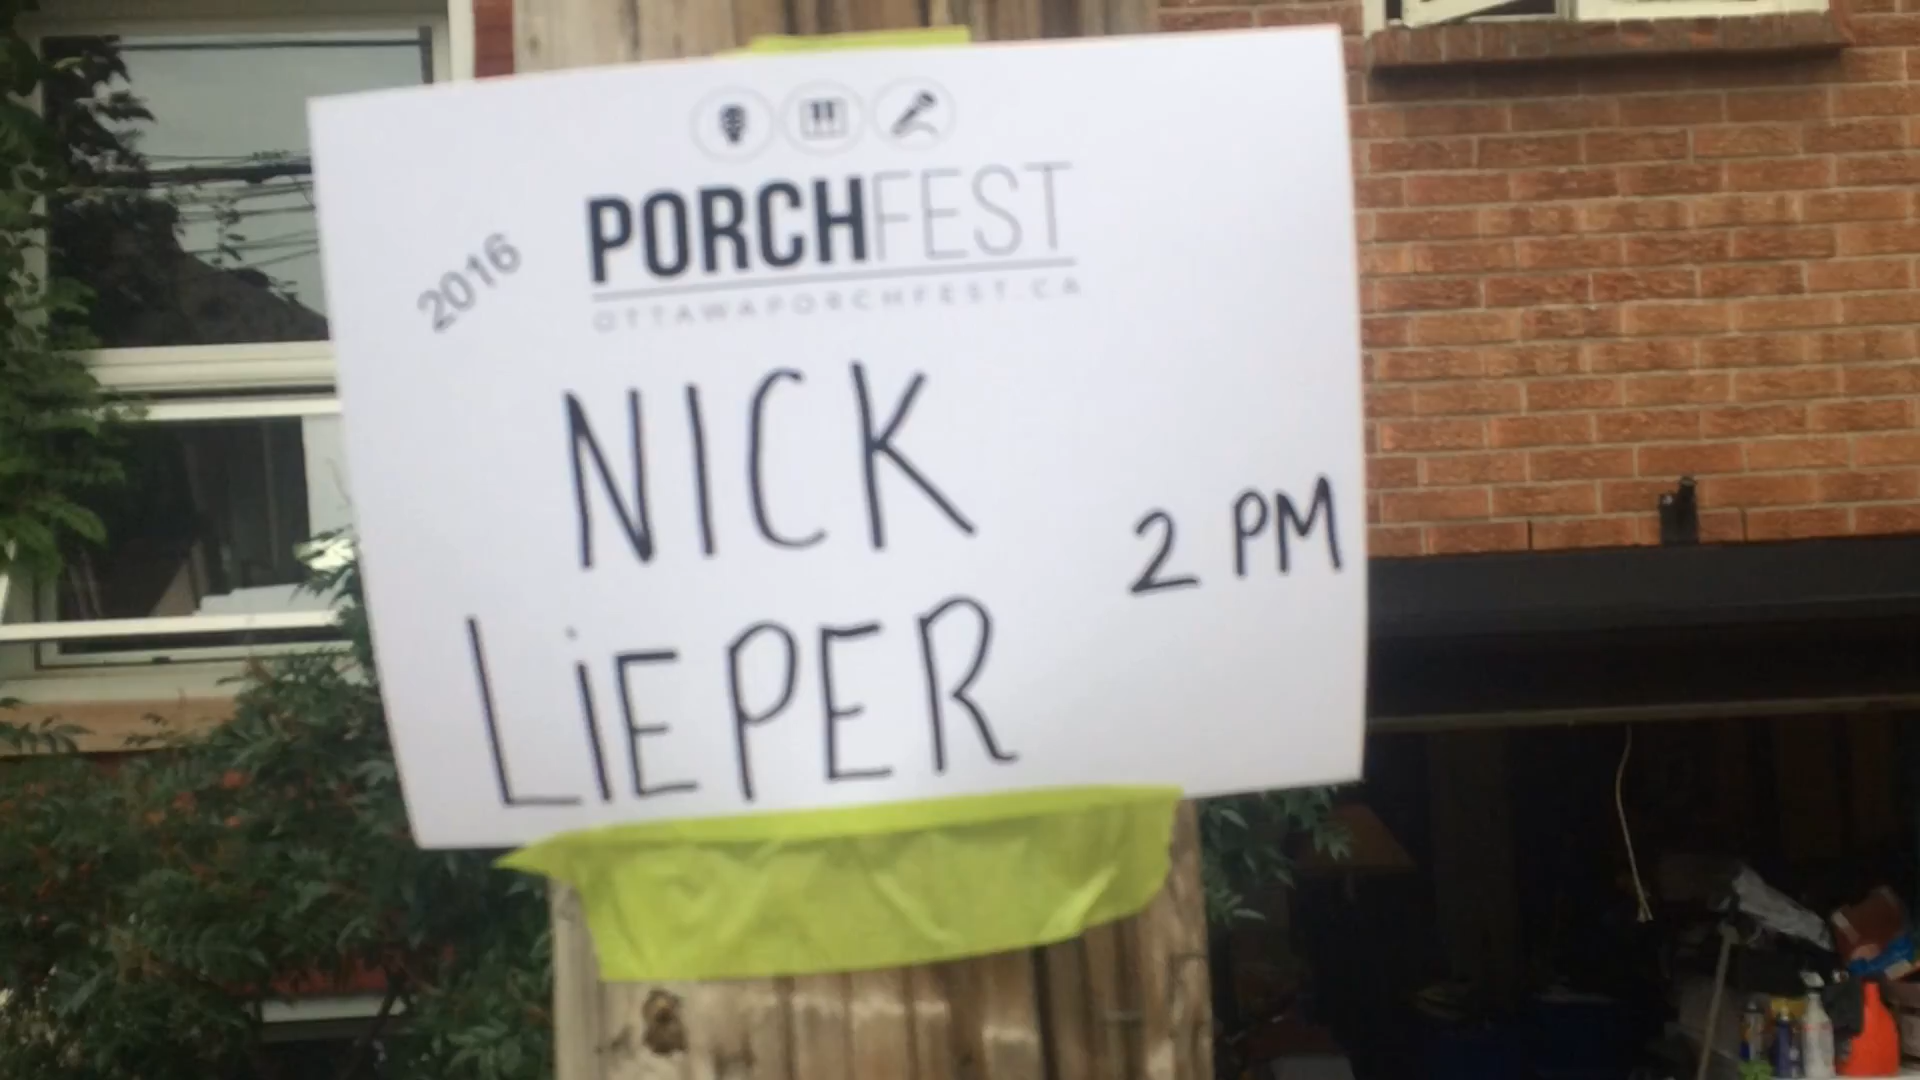 2016
PORCHFEST
OTTAWAPORCHFEST.CA
NICK
2 PM
LiEPER